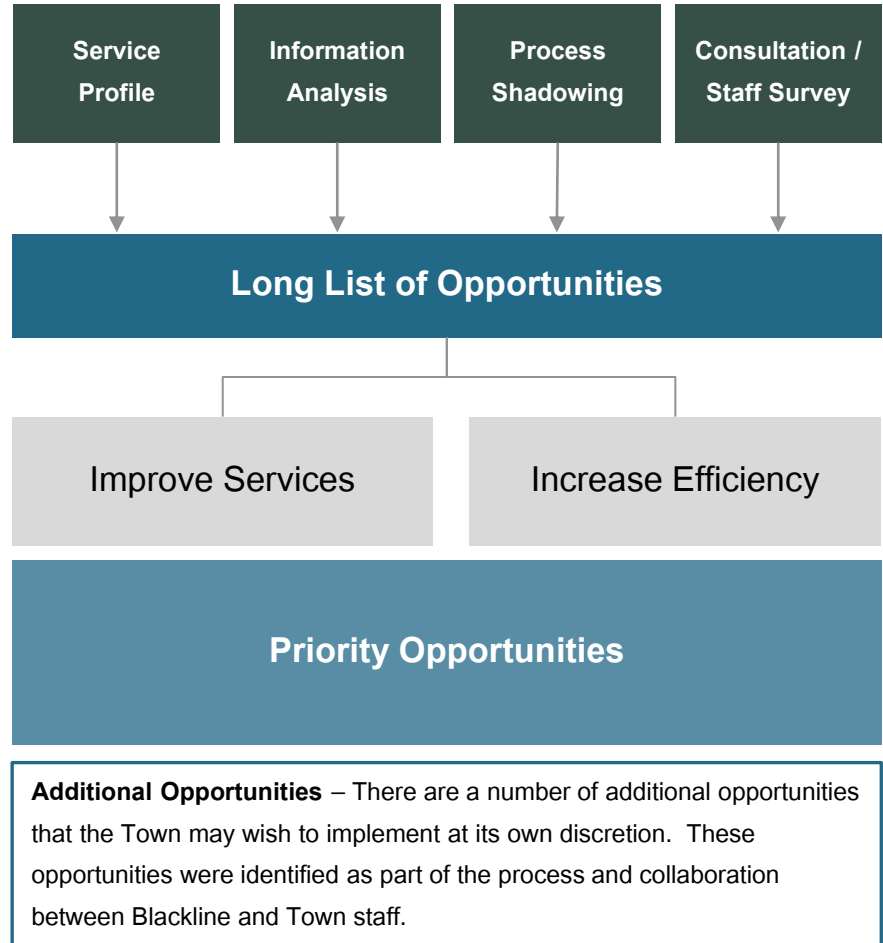 Service
Profile
Information
Analysis
Process
Shadowing
Consultation /
Staff Survey
Long List of Opportunities
Improve Services
Increase Efficiency
Priority Opportunities
Additional Opportunities – There are a number of additional opportunities
that the Town may wish to implement at its own discretion.  These
opportunities were identified as part of the process and collaboration
between Blackline and Town staff.